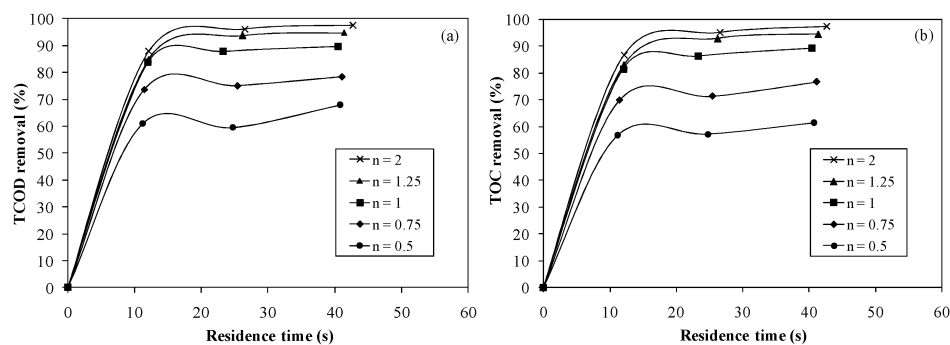 100
90
80
70
60
50
40
30
20
10
0
TCOD removal (%)
(a)
n = 2
n = 1.25
n = 1
n = 0.75
n = 0.5
0 10 20 30 40 50 60
Residence time (s)
100
90
80
70
60
50
40
30
20
10
0
TOC removal (%)
(b)
n = 2
n = 1.25
n = 1
n = 0.75
n = 0.5
0 10 20 30 40 50 60
Residence time (s)